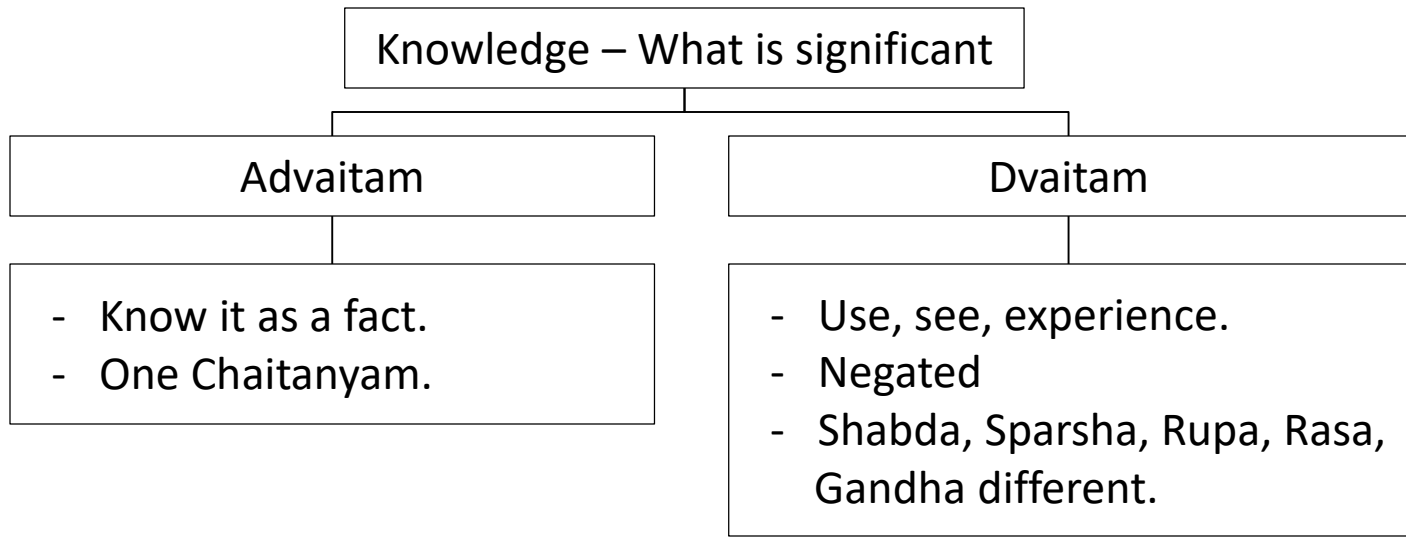 Knowledge – What is significant
Advaitam
Dvaitam
- Know it as a fact.
- One Chaitanyam.
- Use, see, experience.
- Negated
- Shabda, Sparsha, Rupa, Rasa,
Gandha different.